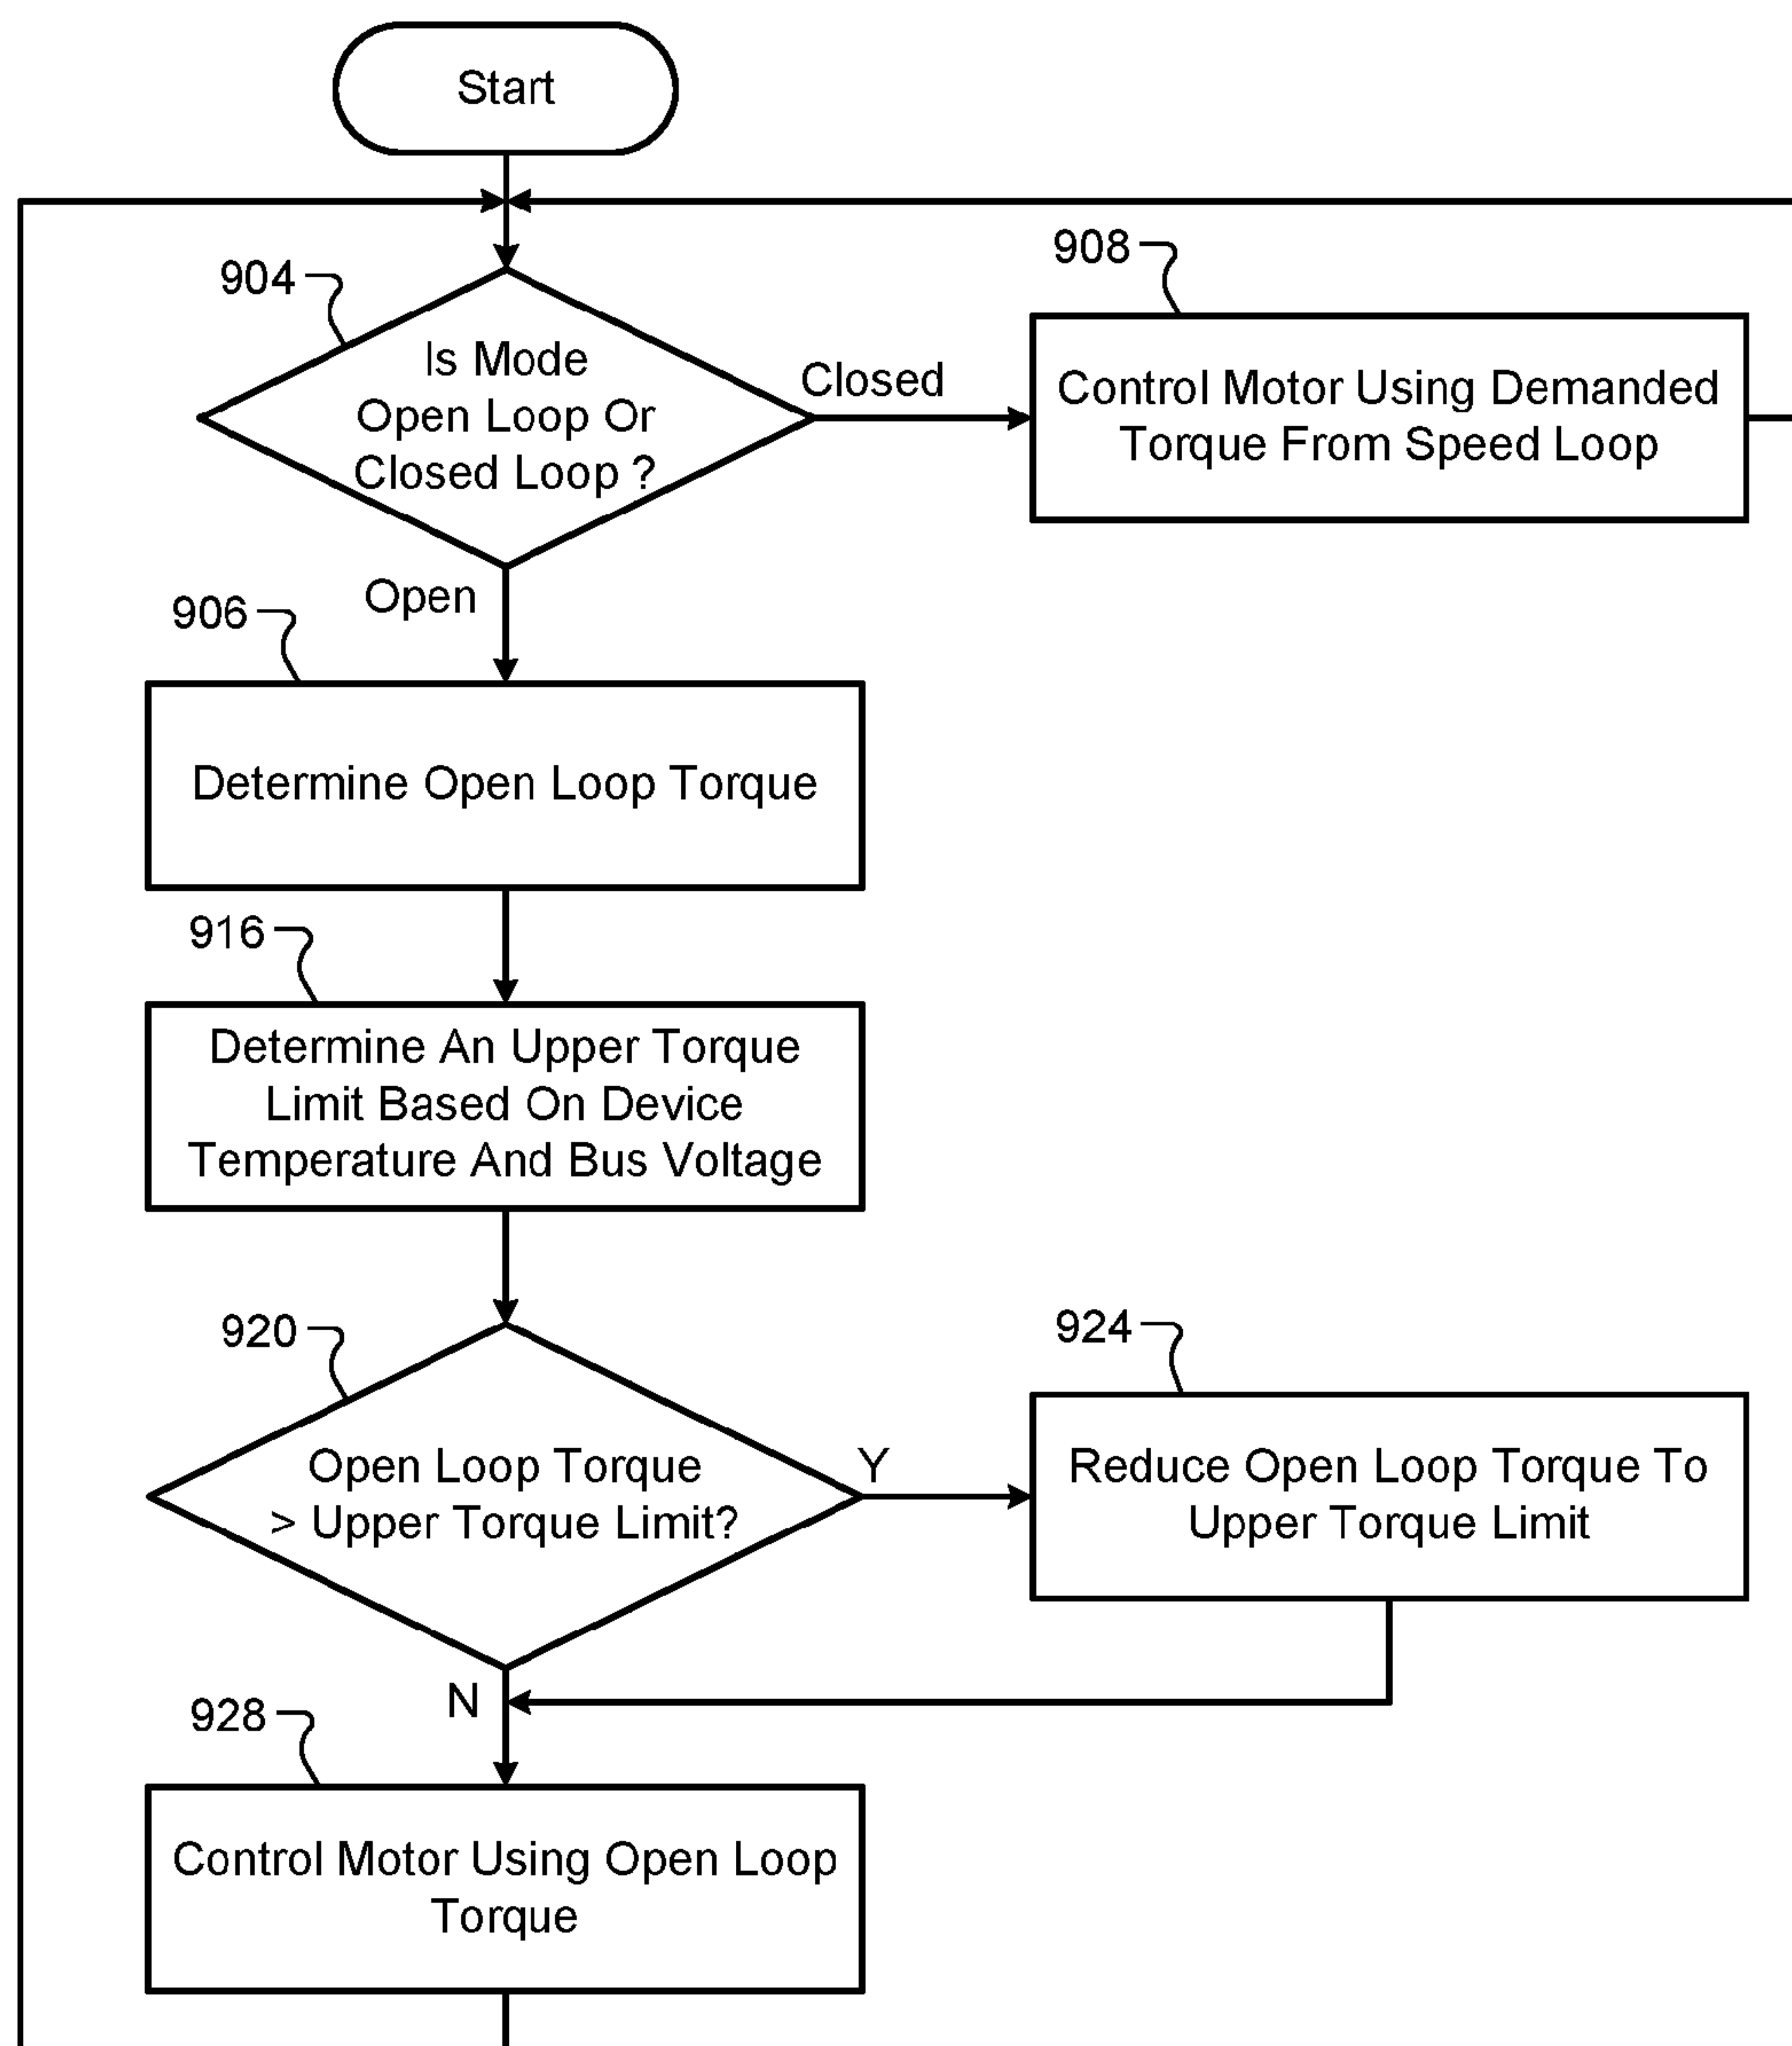 Start
904
Is Mode
Open Loop Or
Closed Loop ?
Closed
908
Control Motor Using Demanded
Torque From Speed Loop
Open
906
Determine Open Loop Torque
916
Determine An Upper Torque
Limit Based On Device
Temperature And Bus Voltage
920
Open Loop Torque
> Upper Torque Limit?
Y
924
Reduce Open Loop Torque To
Upper Torque Limit
N
928
Control Motor Using Open Loop
Torque